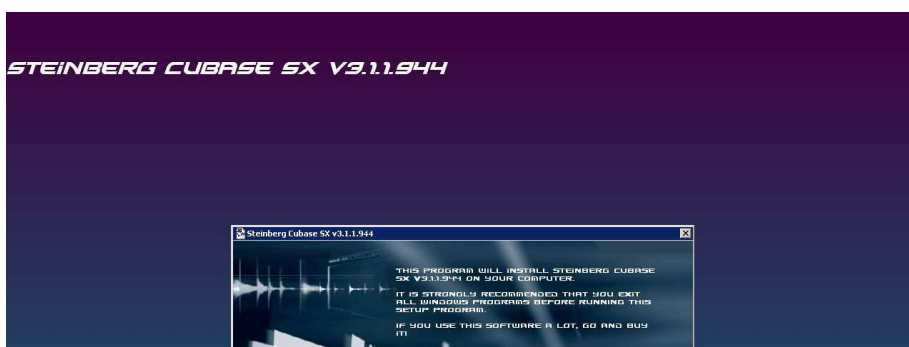 STEiNBERG CUBASE SX V3.1.1.944
Steinberg Cubase SX v3.1.1.944
THIS PROGRAM WILL INSTALL STEINBERG CUBASE
SX V3.1.1.944 ON YOUR COMPUTER.
IT IS STRONGLY RECOMMENDED THAT YOU EXIT
ALL WINDOWS PROGRAMS BEFORE RUNNING THIS
SETUP PROGRAM.
IF YOU USE THIS SOFTWARE A LOT, GO AND BUY
IT!